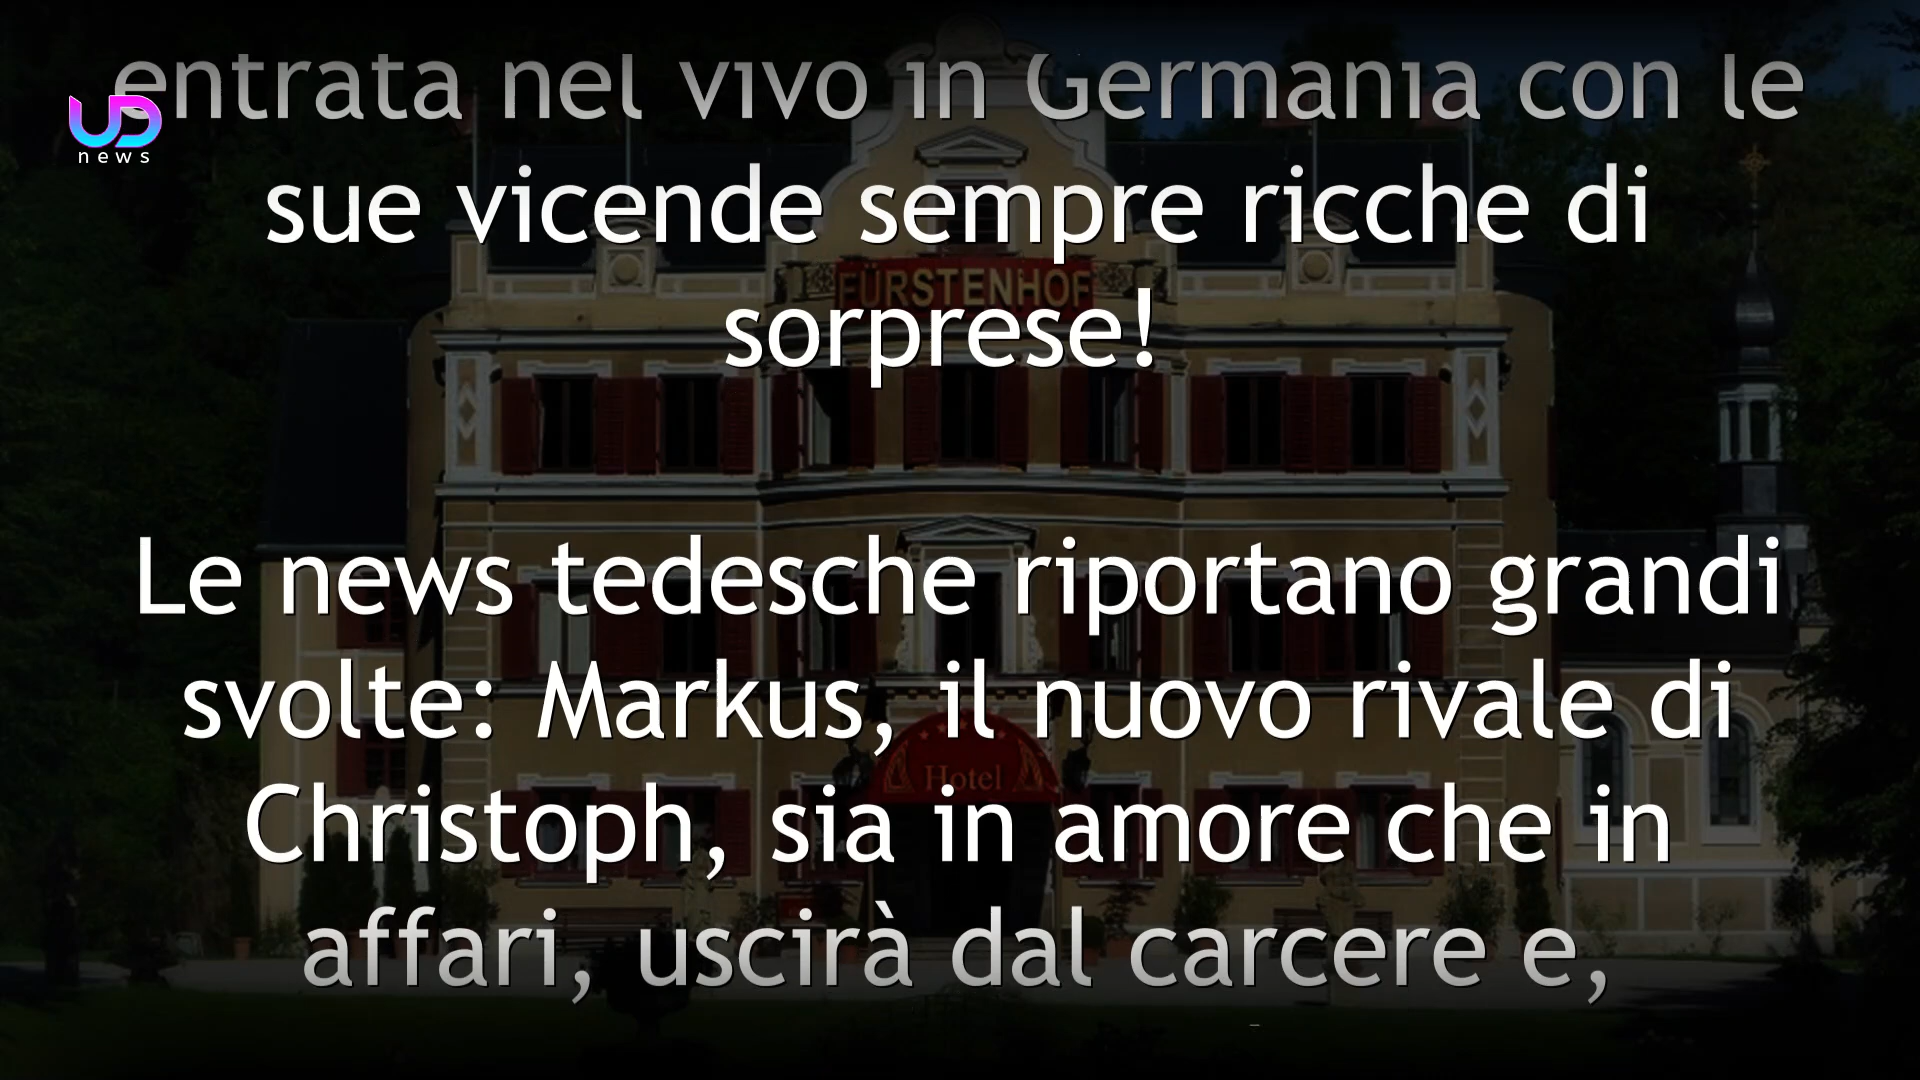 entrata nel vivo in Germania con le
UD
news
sue vicende sempre ricche di
FÜRSTENHOF
sorprese!
Le news tedesche riportano grandi
svolte: Markus, il nuovo rivale di
Hotel
Christoph, sia in amore che in
affari, uscirà dal carcere e,